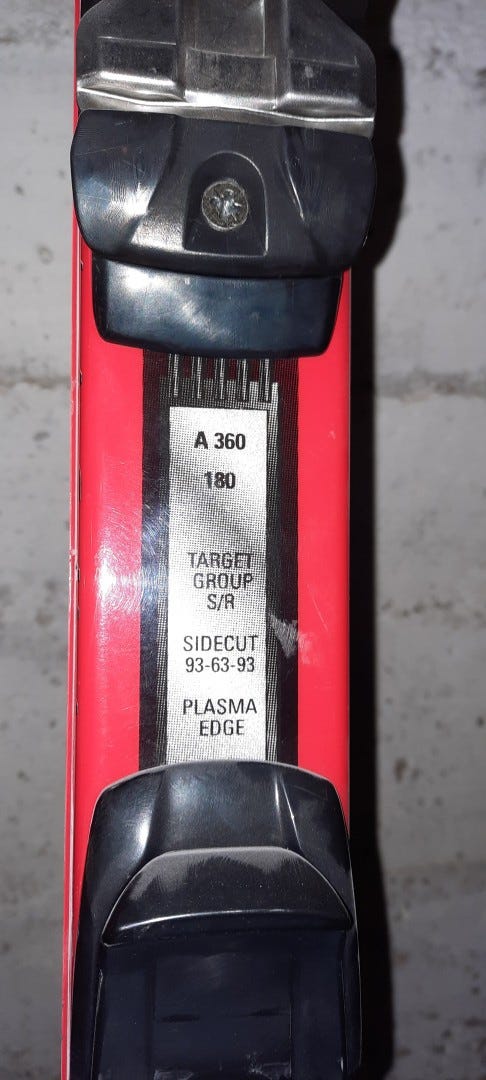 A 360
180
TARGET
GROUP
S/R
SIDECUT
93-63-93
PLASMA
EDGE